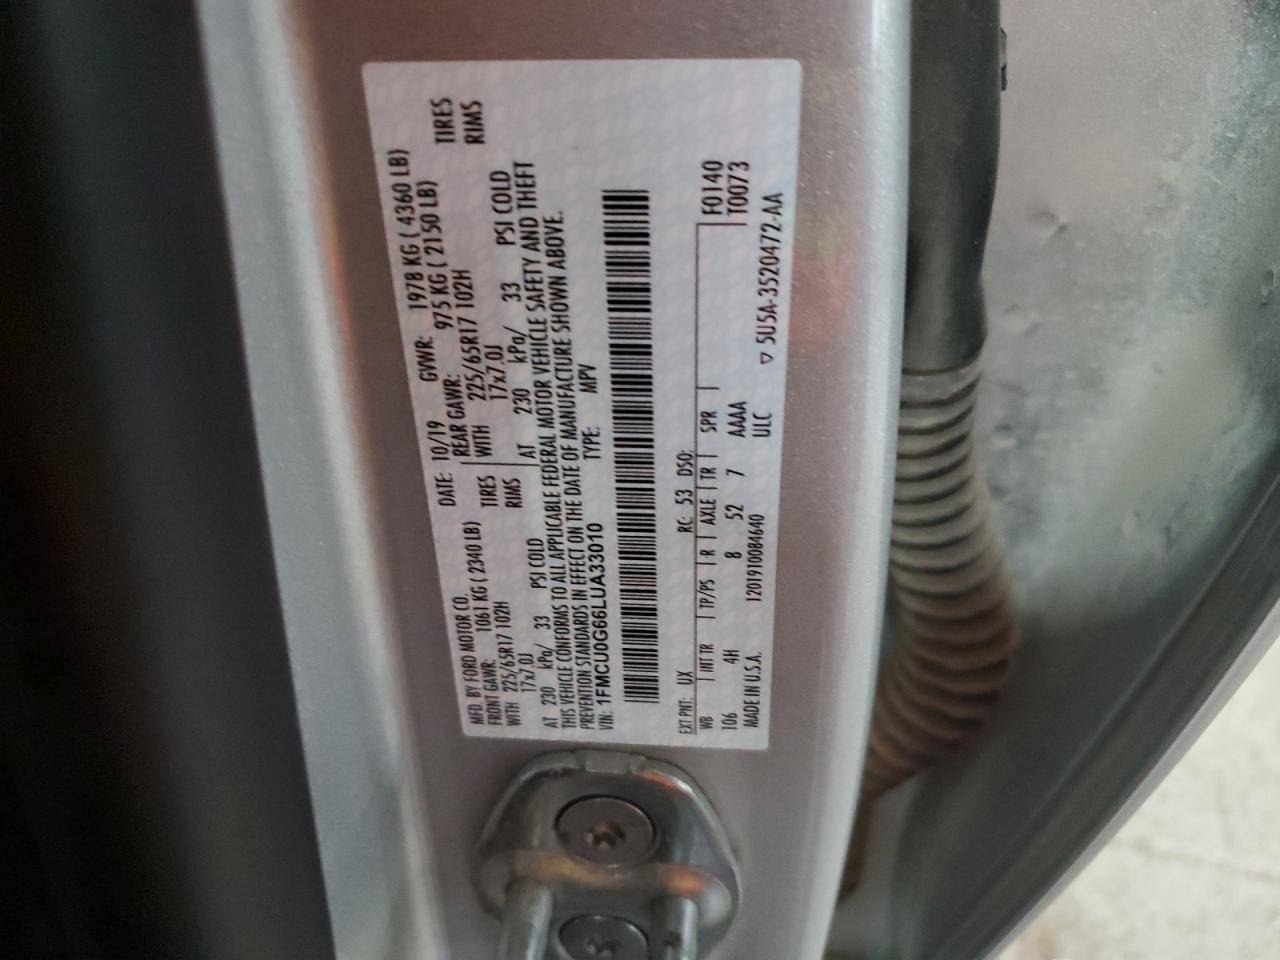 MFD. BY FORD MOTOR CO.
DATE: 10/19 GVWR: 1978 KG ( 4360 LB)
FRONT GAWR: 1061 KG ( 2340 LB)
REAR GAWR: 975 KG ( 2150 LB)
WITH 225/65R17 102H TIRES
WITH 225/65R17 102H TIRES
17x7.0J RIMS
17x7.0J RIMS
AT 230 kPa/ 33 PSI COLD
AT 230 kPa/ 33 PSI COLD
THIS VEHICLE CONFORMS TO ALL APPLICABLE FEDERAL MOTOR VEHICLE SAFETY AND THEFT
PREVENTION STANDARDS IN EFFECT ON THE DATE OF MANUFACTURE SHOWN ABOVE.
VIN: 1FMCU0G66LUA33010 TYPE: MPV
EXT PNT: UX RC: 53 DSO:
WB INT TR TP/PS R AXLE TR SPR F0140
106 4H 8 52 7 AAAA T0073
MADE IN U.S.A. 1201910084640 ULC
▽ 5U5A-3520472-AA